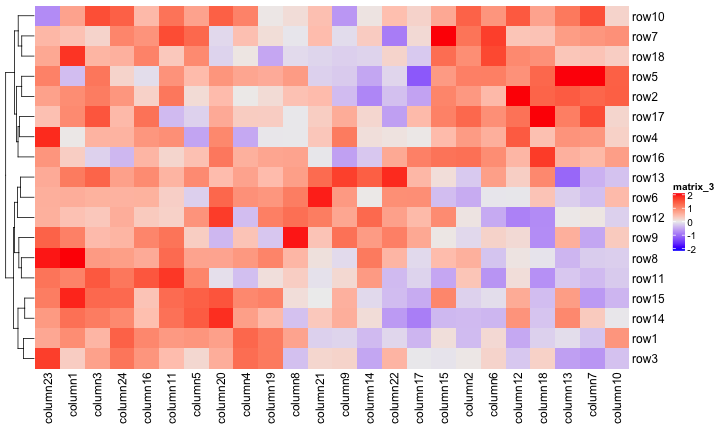 row10
row7
row18
row5
row2
row17
row4
row16
row13
row6
row12
row9
row8
row11
row15
row14
row1
row3
matrix_3
2
1
0
-1
-2
column23
column1
column3
column24
column16
column11
column5
column20
column4
column19
column8
column21
column9
column14
column22
column17
column15
column2
column6
column12
column18
column13
column7
column10